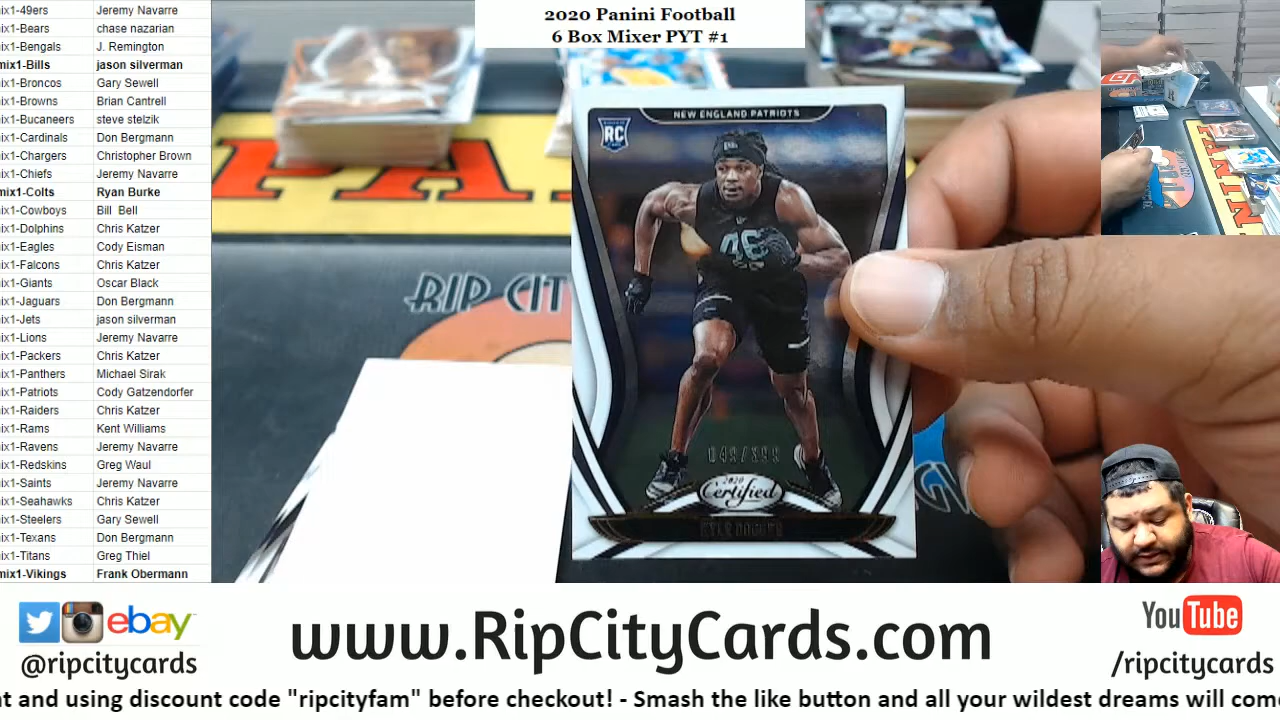 ix1-49ers Jeremy Navarre
ix1-Bears chase nazarian
ix1-Bengals J. Remington
mix1-Bills jason silverman
ix1-Broncos Gary Sewell
ix1-Browns Brian Cantrell
ix1-Bucaneers steve stelzik
ix1-Cardinals Don Bergmann
ix1-Chargers Christopher Brown
ix1-Chiefs Jeremy Navarre
mix1-Colts Ryan Burke
ix1-Cowboys Bill Bell
ix1-Dolphins Chris Katzer
ix1-Eagles Cody Eisman
ix1-Falcons Chris Katzer
ix1-Giants Oscar Black
ix1-Jaguars Don Bergmann
ix1-Jets jason silverman
ix1-Lions Jeremy Navarre
ix1-Packers Chris Katzer
ix1-Panthers Michael Sirak
ix1-Patriots Cody Gatzendorfer
ix1-Raiders Chris Katzer
ix1-Rams Kent Williams
ix1-Ravens Jeremy Navarre
ix1-Redskins Greg Waul
ix1-Saints Jeremy Navarre
ix1-Seahawks Chris Katzer
ix1-Steelers Gary Sewell
ix1-Texans Don Bergmann
ix1-Titans Greg Thiel
mix1-Vikings Frank Obermann
2020 Panini Football
6 Box Mixer PYT #1
NEW ENGLAND PATRIOTS
RC
46
049/399
2020
Certified
RIP CIT
ebay
@ripcitycards
www.RipCityCards.com
YouTube
/ripcitycards
nt and using discount code "ripcityfam" before checkout! - Smash the like button and all your wildest dreams will come